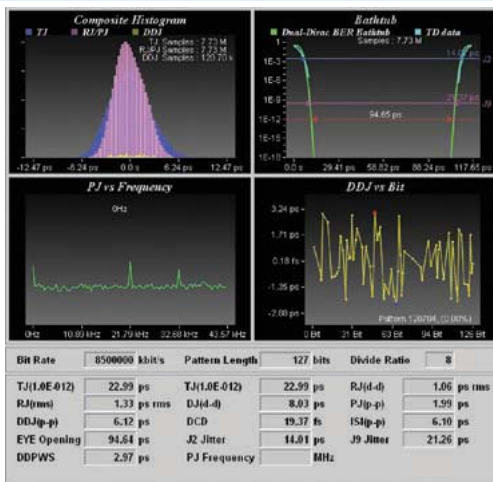 Composite Histogram
TJ RJ/PJ DDJ
TJ Samples : 7.73 M
RJ/PJ Samples : 7.73 M
DDJ Samples : 120.70 k
-12.47 ps -6.24 ps 0.0 s 6.24 ps 12.47 ps
Bathtub
Dual-Dirac BER Bathtub TD data
Samples : 7.73 M
1
1E-3
1E-6
1E-9
1E-12
1E-15
1E-18
J2
J9
94.65 ps
0.0 s 29.41 ps 58.82 ps 88.24 ps 117.65 ps
PJ vs Frequency
0Hz
0Hz 10.89 kHz 21.79 kHz 32.68 kHz 43.57 kHz
DDJ vs Bit
3.24 ps
1.71 ps
0.18 fs
-1.35 ps
-2.88 ps
Pattern 120704, (0.00%)
0 Bit 31 Bit 63 Bit 94 Bit 126 Bit
Bit Rate 8500000 kbit/s Pattern Length 127 bits Divide Ratio 8
TJ(1.0E-012) 22.99 ps TJ(1.0E-012) 22.99 ps RJ(d-d) 1.06 ps rms
RJ(rms) 1.33 ps rms DJ(d-d) 8.03 ps PJ(p-p) 1.99 ps
DDJ(p-p) 6.12 ps DCD 19.37 fs ISI(p-p) 6.10 ps
EYE Opening 94.64 ps J2 Jitter 14.01 ps J9 Jitter 21.26 ps
DDPWS 2.97 ps PJ Frequency MHz